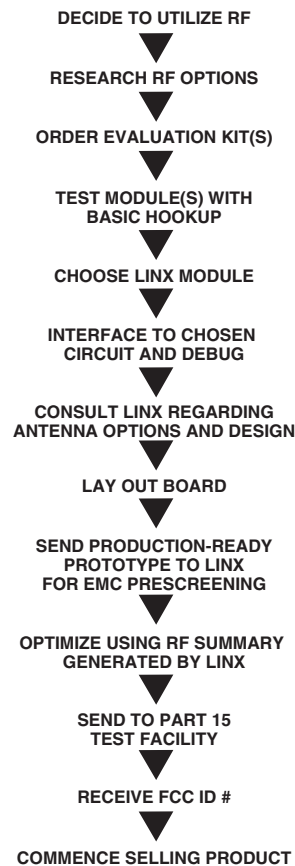 DECIDE TO UTILIZE RF
RESEARCH RF OPTIONS
ORDER EVALUATION KIT(S)
TEST MODULE(S) WITH
BASIC HOOKUP
CHOOSE LINX MODULE
INTERFACE TO CHOSEN
CIRCUIT AND DEBUG
CONSULT LINX REGARDING
ANTENNA OPTIONS AND DESIGN
LAY OUT BOARD
SEND PRODUCTION-READY
PROTOTYPE TO LINX
FOR EMC PRESCREENING
OPTIMIZE USING RF SUMMARY
GENERATED BY LINX
SEND TO PART 15
TEST FACILITY
RECEIVE FCC ID #
COMMENCE SELLING PRODUCT